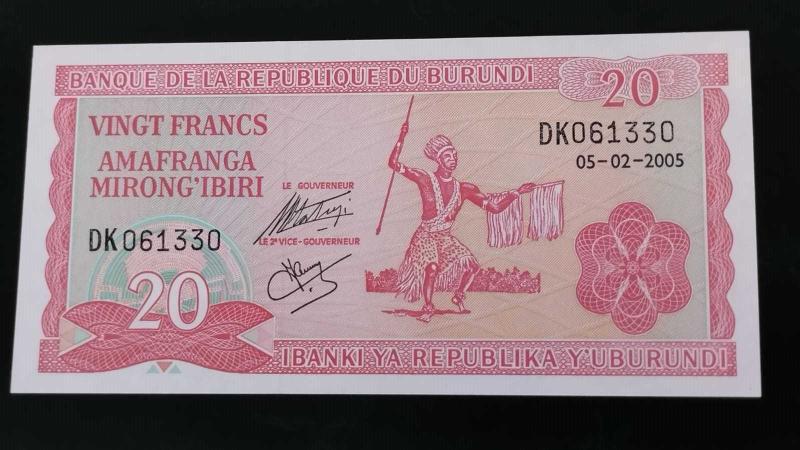 BANQUE DE LA REPUBLIQUE DU BURUNDI
20
VINGT FRANCS
AMAFRANGA
MIRONG'IBIRI
DK061330
05-02-2005
LE GOUVERNEUR
DK061330
LE 2e VICE-GOUVERNEUR
20
IBANKI YA REPUBLIKA Y'UBURUNDI